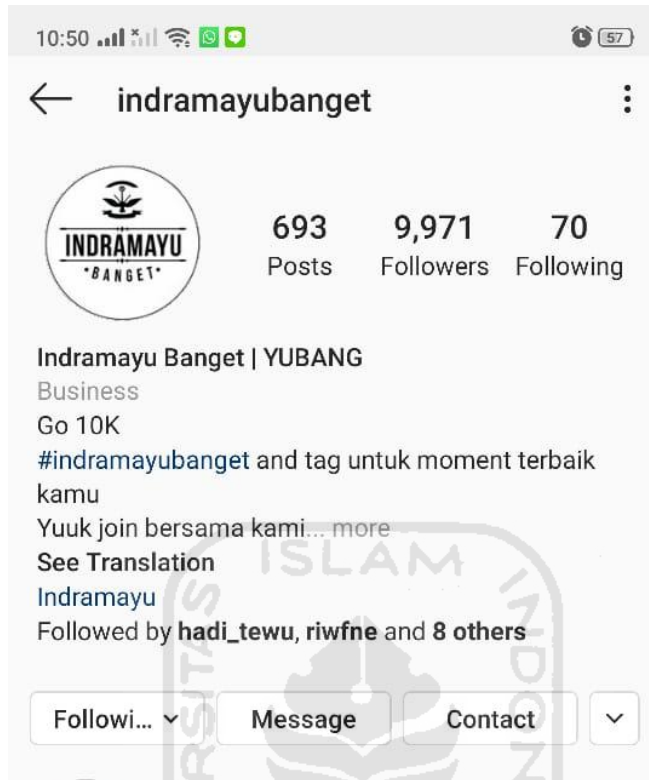 10:50
57
indramayubanget
INDRAMAYU
•BANGET•
693 9,971 70
Posts Followers Following
Indramayu Banget | YUBANG
Business
Go 10K
#indramayubanget and tag untuk moment terbaik
kamu
Yuuk join bersama kami... more
See Translation
Indramayu
Followed by hadi_tewu, riwfne and 8 others
Followi... Message Contact
ISLAM